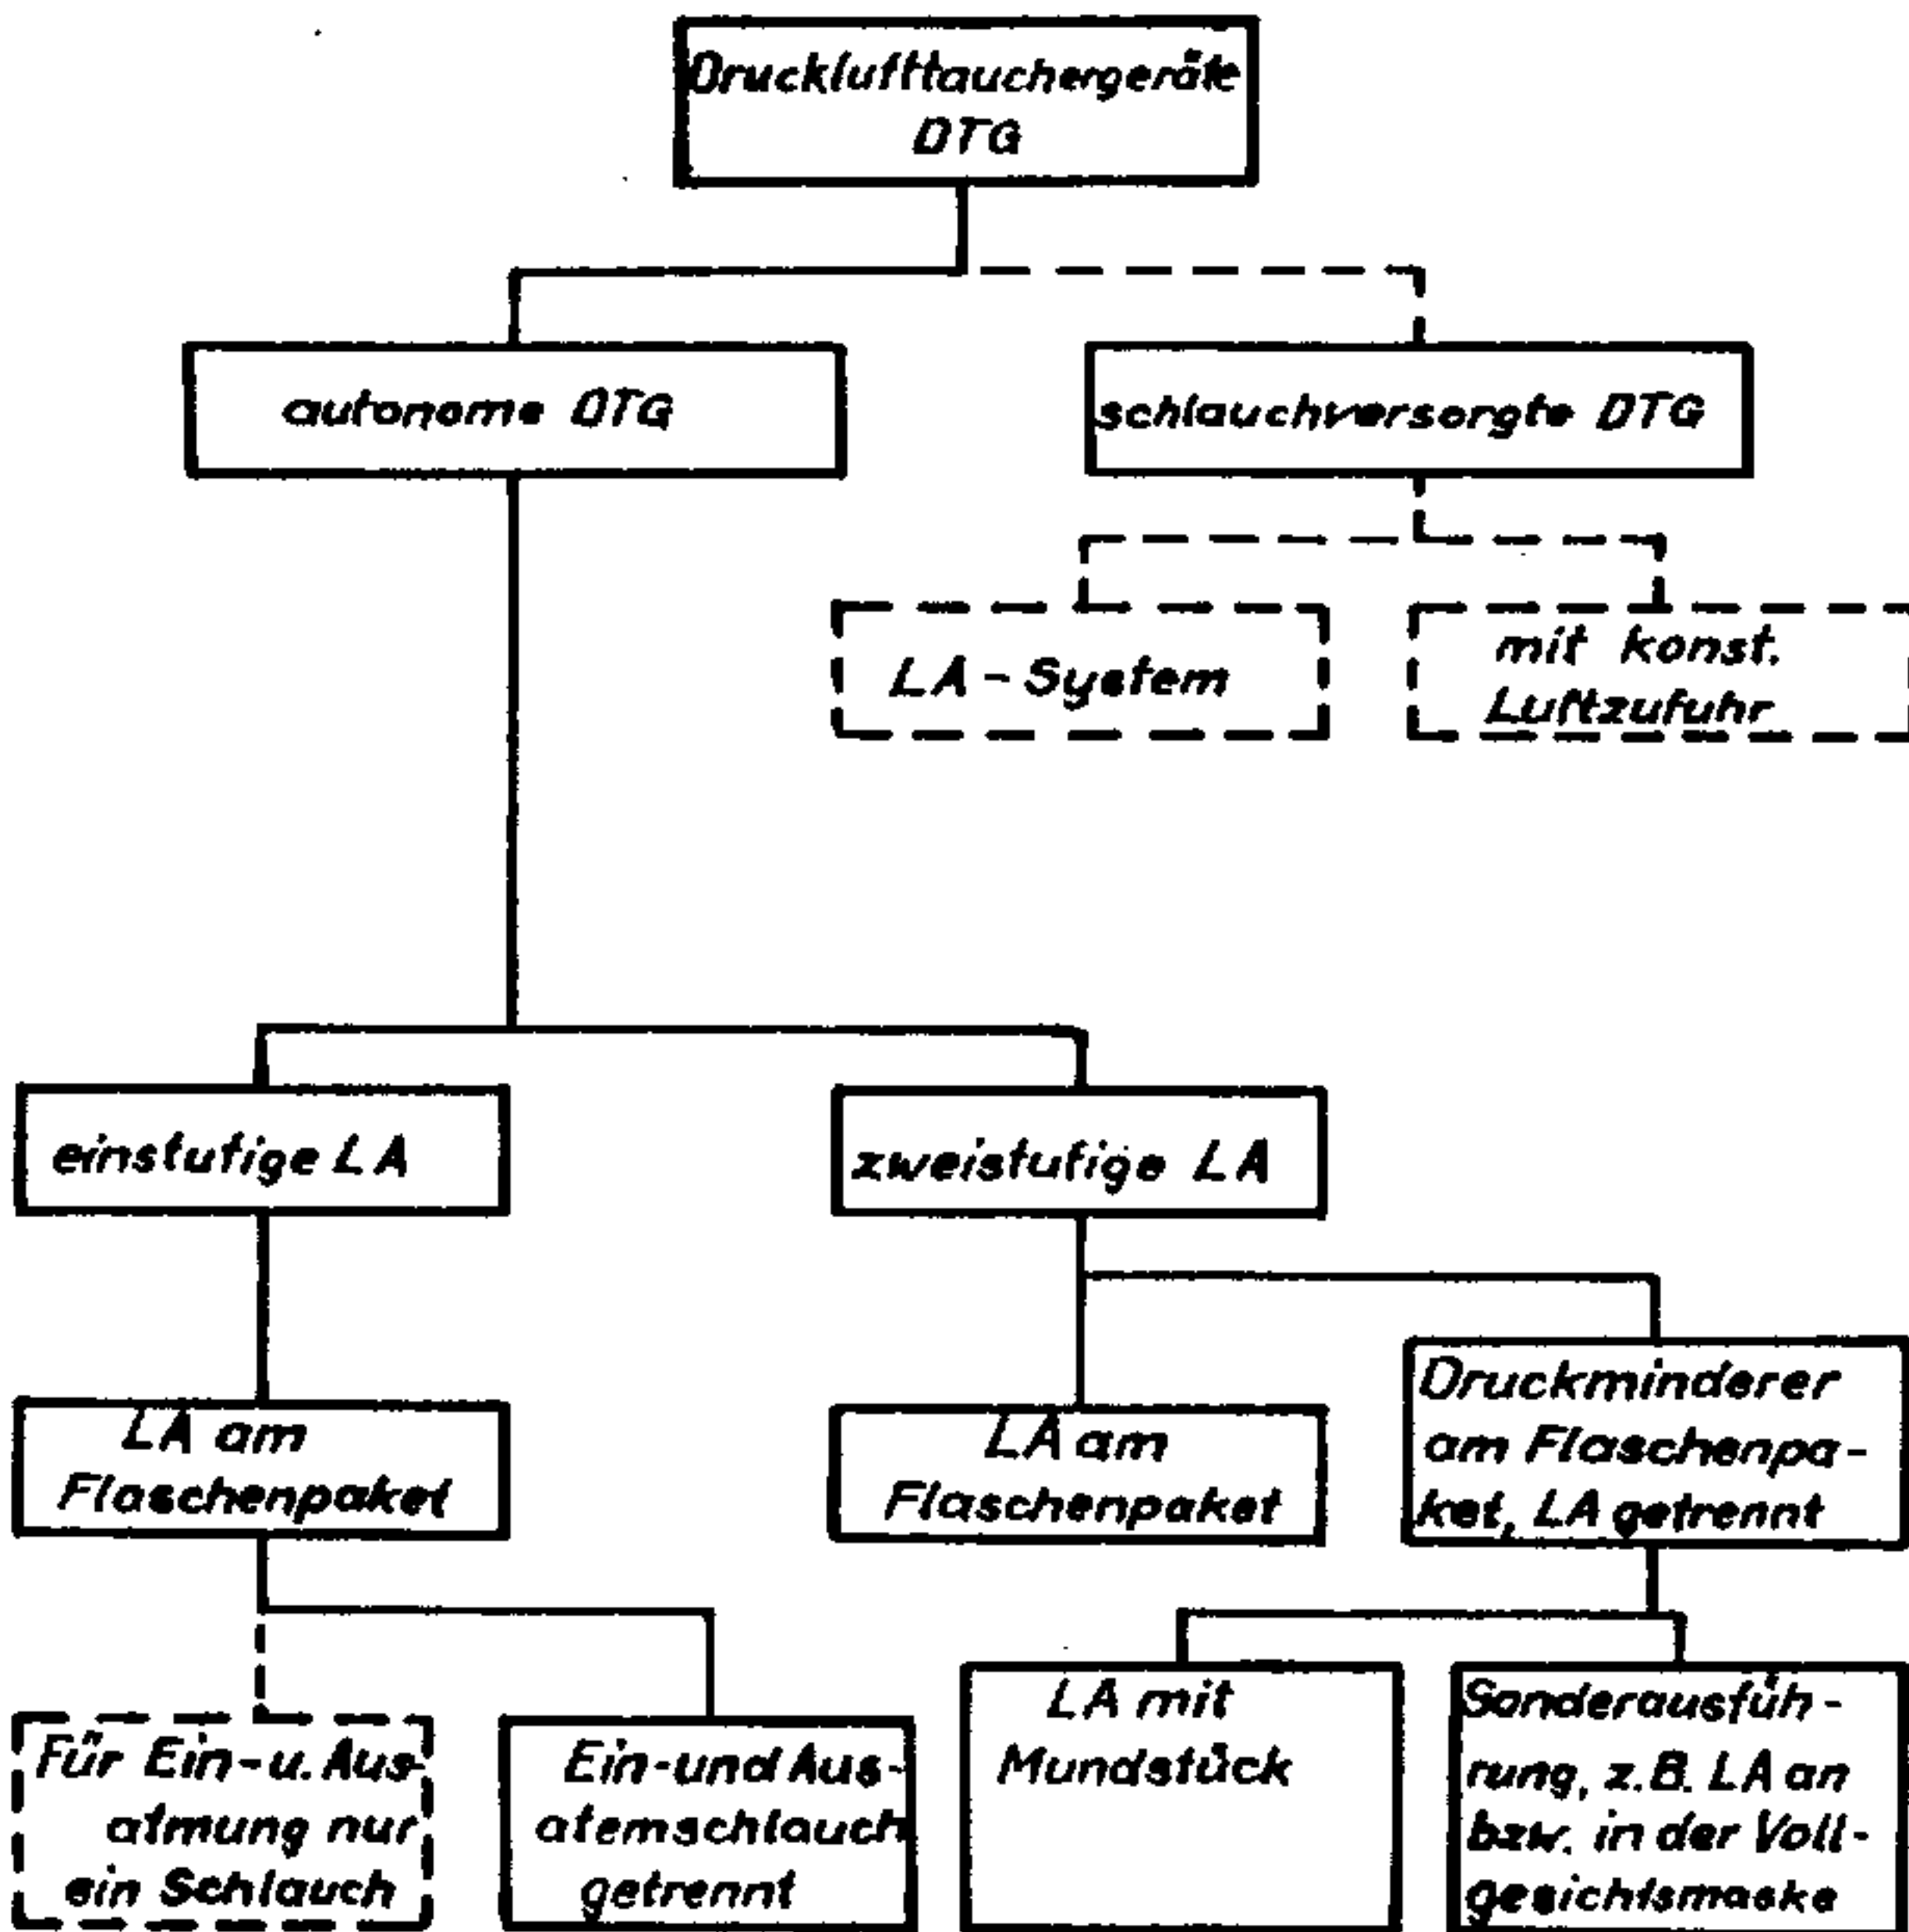 Drucklufttauchergeräte
DTG
autonome DTG
schlauchversorgte DTG
LA-System
mit konst.
Luftzufuhr
einstufige LA
zweistufige LA
LA am
Flaschenpaket
LA am
Flaschenpaket
Druckminderer
am Flaschenpa-
ket, LA getrennt
Für Ein-u. Aus-
atmung nur
ein Schlauch
Ein-und Aus-
atemschlauch
getrennt
LA mit
Mundstück
Sonderausfüh-
rung, z.B. LA an
bzw. in der Voll-
gesichtsmaske